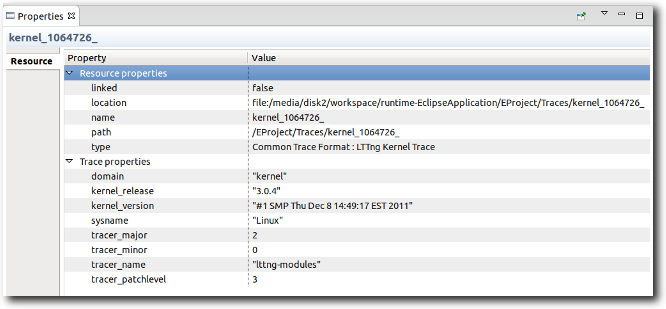 Properties
kernel_1064726_
Resource
Property Value
Resource properties
linked false
location file:/media/disk2/workspace/runtime-EclipseApplication/EProject/Traces/kernel_1064726_
name kernel_1064726_
path /EProject/Traces/kernel_1064726_
type Common Trace Format : LTTng Kernel Trace
Trace properties
domain "kernel"
kernel_release "3.0.4"
kernel_version "#1 SMP Thu Dec 8 14:49:17 EST 2011"
sysname "Linux"
tracer_major 2
tracer_minor 0
tracer_name "lttng-modules"
tracer_patchlevel 3